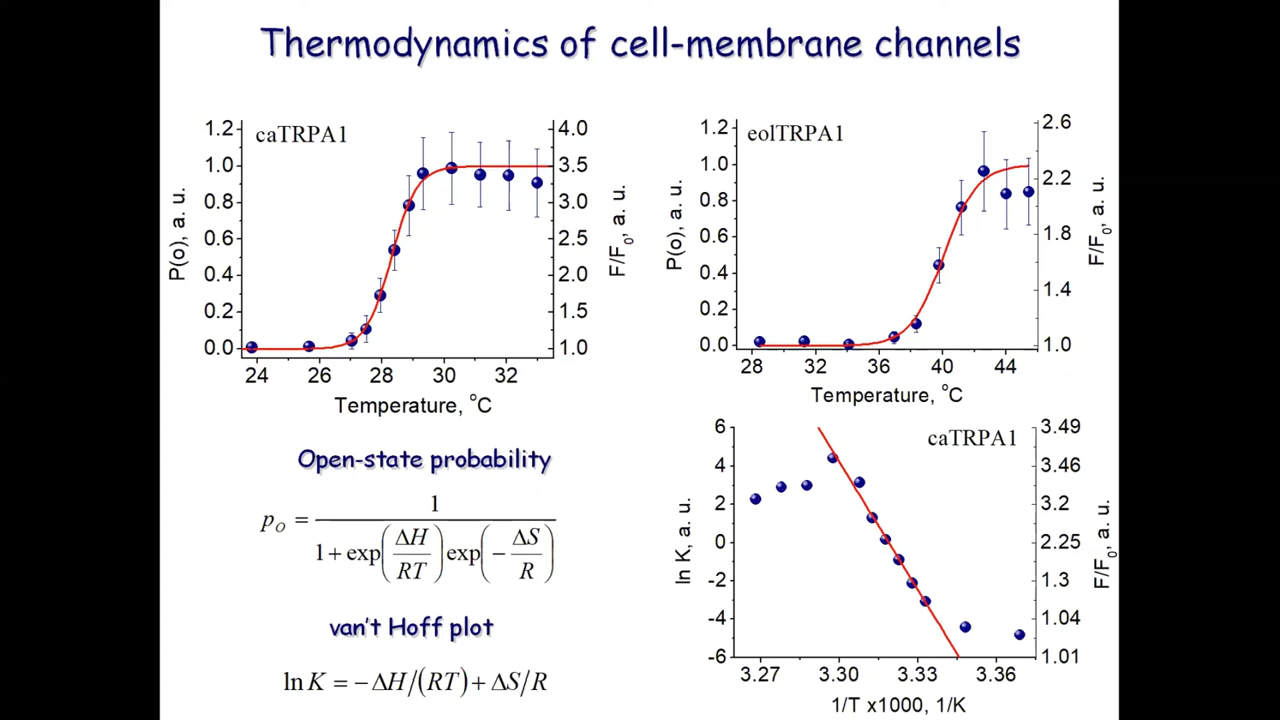 Thermodynamics of cell-membrane channels
caTRPA1
P(o), a. u.
1.2
1.0
0.8
0.6
0.4
0.2
0.0
4.0
3.5
3.0
2.5
2.0
1.5
1.0
F/F₀, a. u.
24 26 28 30 32
Temperature, °C
eolTRPA1
P(o), a. u.
1.2
1.0
0.8
0.6
0.4
0.2
0.0
2.6
2.2
1.8
1.4
1.0
F/F₀, a. u.
28 32 36 40 44
Temperature, °C
Open-state probability
p_O = 1 / (1 + exp(ΔH/RT) exp(−ΔS/R))
van't Hoff plot
ln K = −ΔH/(RT) + ΔS/R
caTRPA1
ln K, a. u.
6
4
2
0
-2
-4
-6
3.49
3.46
3.2
2.25
1.3
1.04
1.01
F/F₀, a. u.
3.27 3.30 3.33 3.36
1/T x1000, 1/K